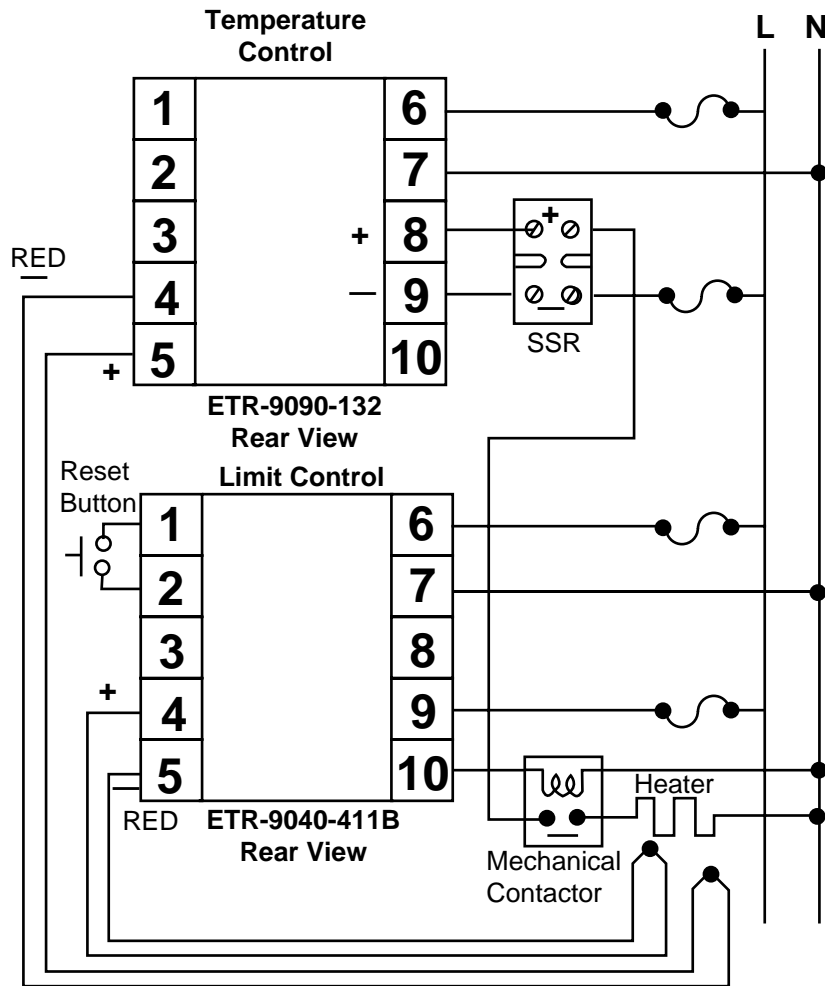 Temperature
Control
L N
1 6
2 7
3 + 8 +
RED
4 — 9 —
SSR
+ 5 10
ETR-9090-132
Rear View
Limit Control
Reset
Button
1 6
2 7
3 8
+ 4 9
5 10
— RED
ETR-9040-411B
Rear View
Heater
Mechanical
Contactor